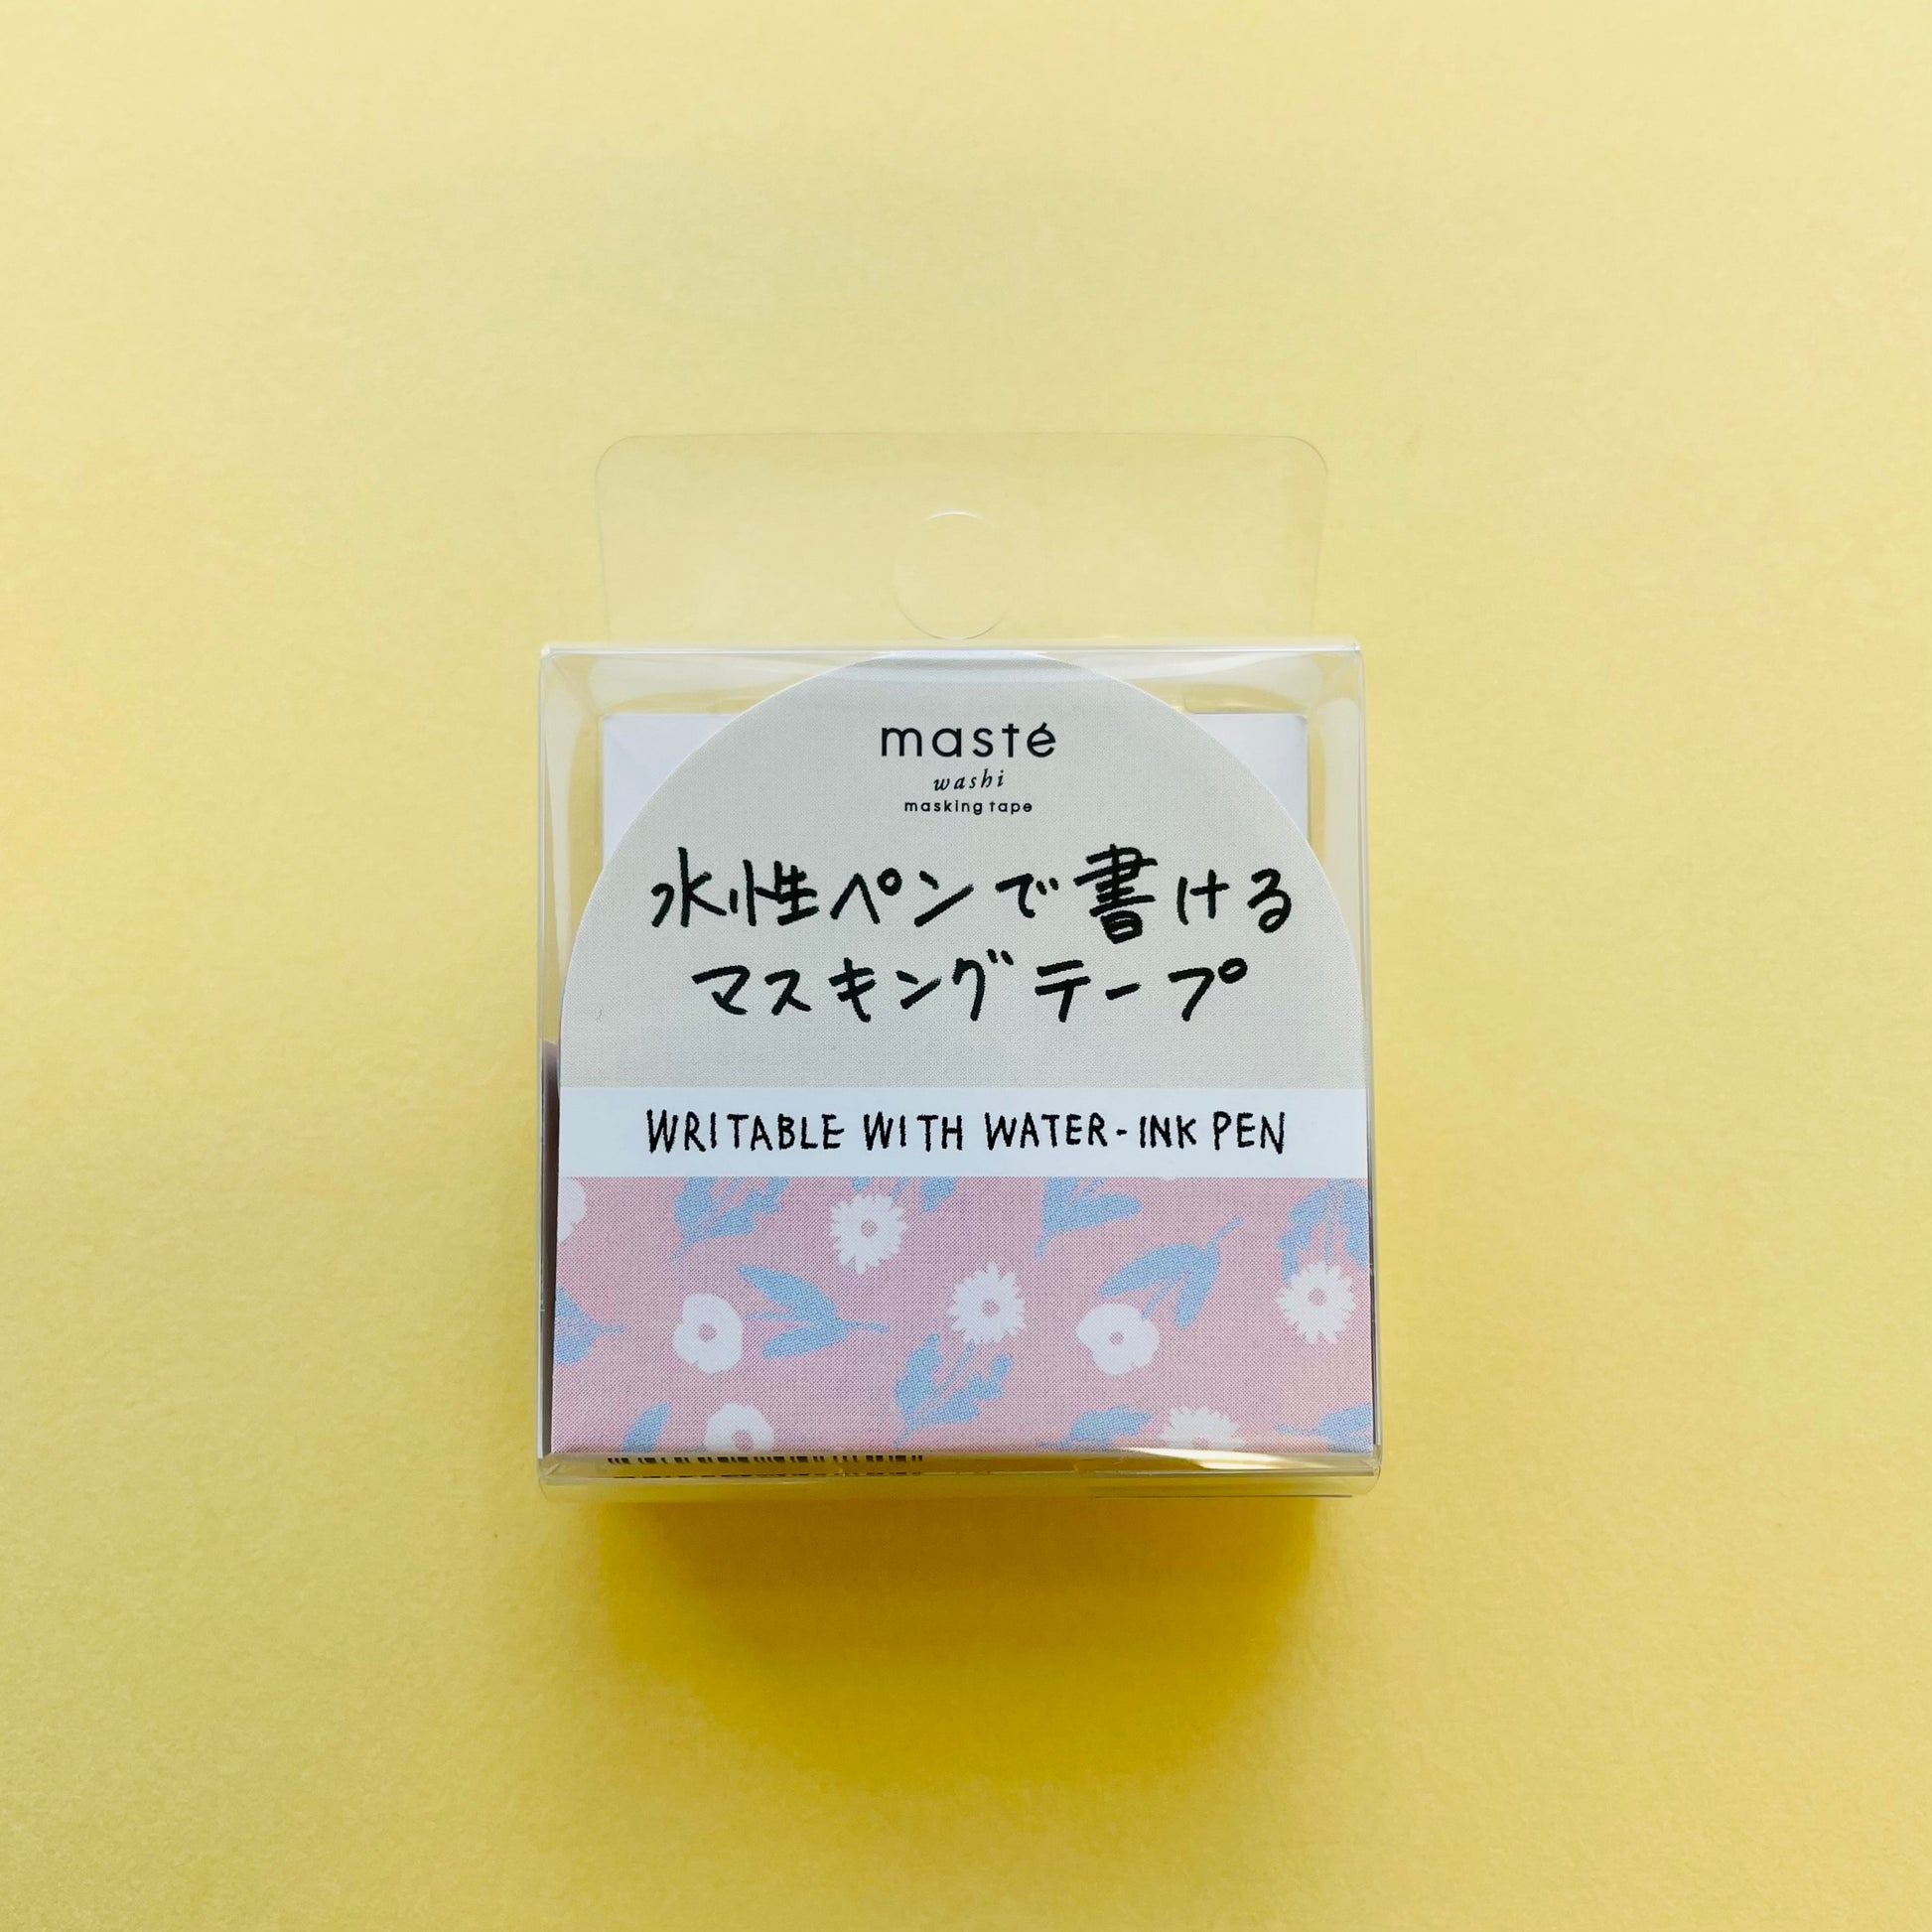 masté
washi
masking tape
水性ペンで書ける
マスキングテープ
WRITABLE WITH WATER-INK PEN